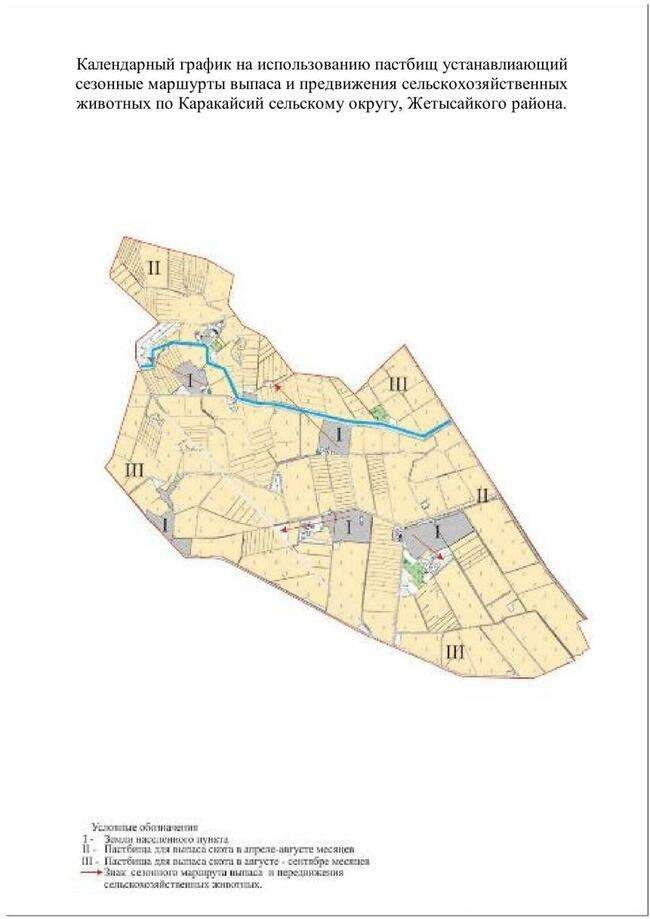 Календарный график на использованию пастбищ устанавлиающий
сезонные маршурты выпаса и предвижения сельскохозяйственных
животных по Каракайсий сельскому округу, Жетысайкого района.
II
I
III
I
III
II
I
I
I
III
Условные обозначения
I - Земли населенного пункта
II - Пастбища для выпаса скота в апреле-августе месяцев
III - Пастбища для выпаса скота в августе - сентябре месяцев
Знак сезонного маршрута выпаса и передвижения
сельскохозяйственных животных.